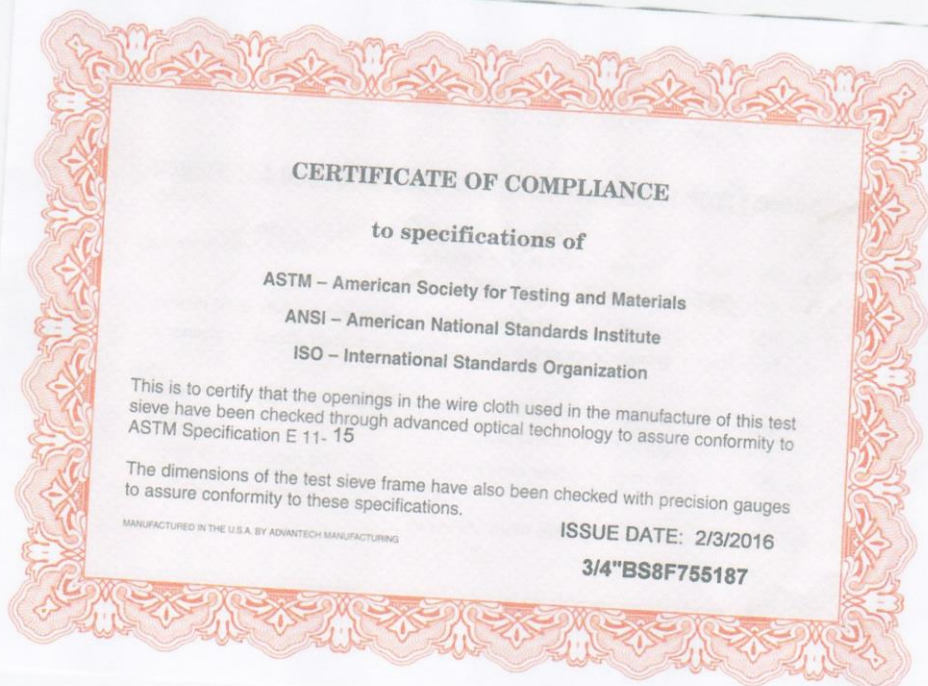 CERTIFICATE OF COMPLIANCE
to specifications of
ASTM – American Society for Testing and Materials
ANSI – American National Standards Institute
ISO – International Standards Organization
This is to certify that the openings in the wire cloth used in the manufacture of this test
sieve have been checked through advanced optical technology to assure conformity to
ASTM Specification E 11- 15
The dimensions of the test sieve frame have also been checked with precision gauges
to assure conformity to these specifications.
MANUFACTURED IN THE U.S.A. BY ADVANTECH MANUFACTURING
ISSUE DATE: 2/3/2016
3/4"BS8F755187